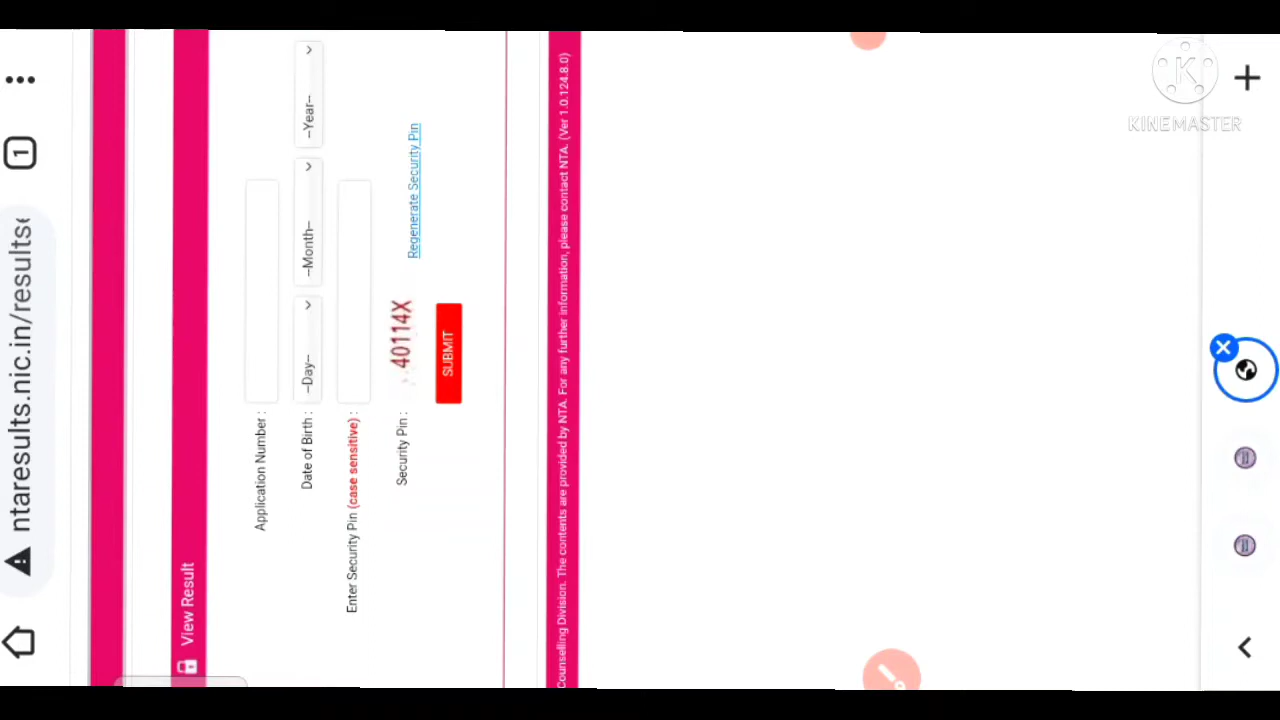 1
ntaresults.nic.in/results
View Result
Application Number :
Date of Birth : --Day-- --Month-- --Year--
Enter Security Pin (case sensitive) :
Security Pin : 40114X Regenerate Security Pin
SUBMIT
Counselling Division. The contents are provided by NTA. For any further information, please contact NTA. (Ver 1.0.124.8.0)
K
KINEMASTER